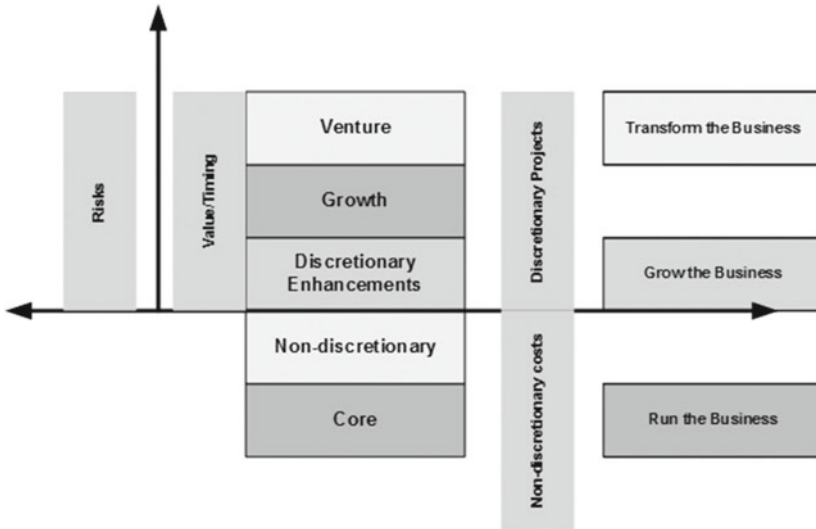 Risks
Value/Timing
Venture
Growth
Discretionary
Enhancements
Non-discretionary
Core
Discretionary Projects
Non-discretionary costs
Transform the Business
Grow the Business
Run the Business